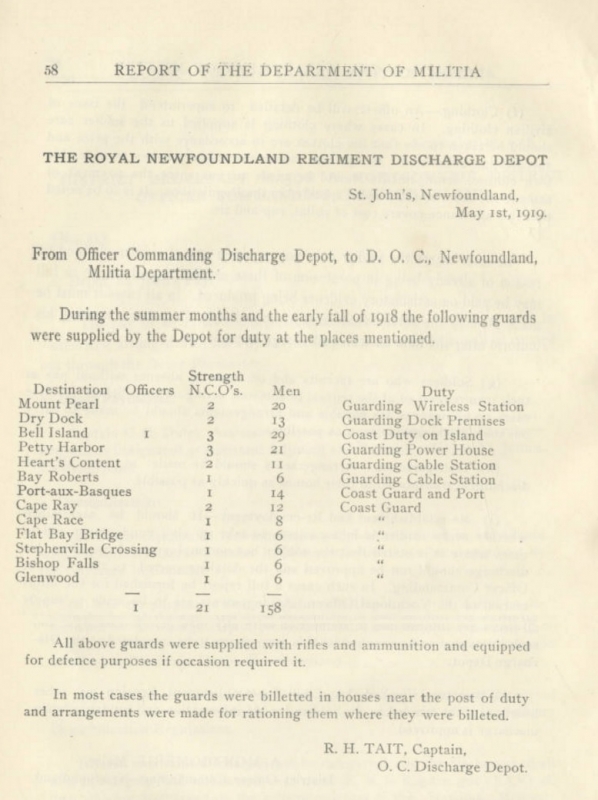 58 REPORT OF THE DEPARTMENT OF MILITIA
THE ROYAL NEWFOUNDLAND REGIMENT DISCHARGE DEPOT
St. John's, Newfoundland,
May 1st, 1919.
From Officer Commanding Discharge Depot, to D. O. C., Newfoundland,
Militia Department.
During the summer months and the early fall of 1918 the following guards
were supplied by the Depot for duty at the places mentioned.
Strength
Destination Officers N.C.O's. Men Duty
Mount Pearl 2 20 Guarding Wireless Station
Dry Dock 2 13 Guarding Dock Premises
Bell Island 1 3 29 Coast Duty on Island
Petty Harbor 3 21 Guarding Power House
Heart's Content 2 11 Guarding Cable Station
Bay Roberts 1 6 Guarding Cable Station
Port-aux-Basques 1 14 Coast Guard and Port
Cape Ray 2 12 Coast Guard
Cape Race 1 8 "
Flat Bay Bridge 1 6 "
Stephenville Crossing 1 6 "
Bishop Falls 1 6 "
Glenwood 1 6 "
1 21 158
All above guards were supplied with rifles and ammunition and equipped
for defence purposes if occasion required it.
In most cases the guards were billetted in houses near the post of duty
and arrangements were made for rationing them where they were billeted.
R. H. TAIT, Captain,
O. C. Discharge Depot.